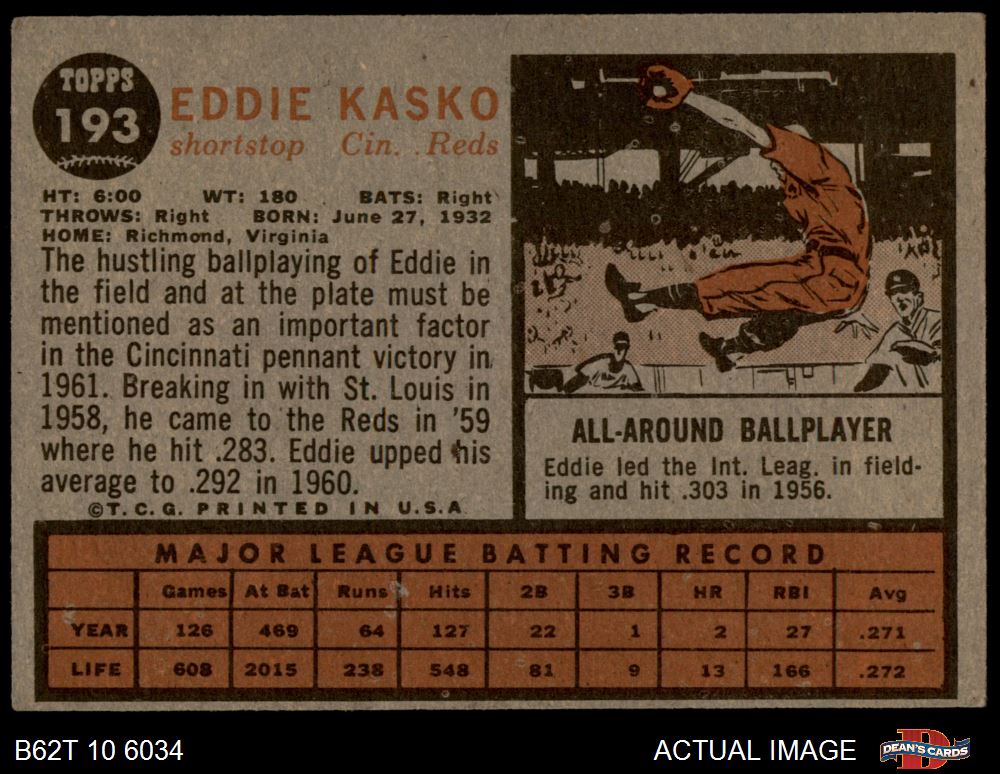 TOPPS
193
EDDIE KASKO
shortstop Cin. Reds
HT: 6:00 WT: 180 BATS: Right
THROWS: Right BORN: June 27, 1932
HOME: Richmond, Virginia
The hustling ballplaying of Eddie in
the field and at the plate must be
mentioned as an important factor
in the Cincinnati pennant victory in
1961. Breaking in with St. Louis in
1958, he came to the Reds in '59
where he hit .283. Eddie upped his
average to .292 in 1960.
©T.C.G. PRINTED IN U.S.A.
ALL-AROUND BALLPLAYER
Eddie led the Int. Leag. in field-
ing and hit .303 in 1956.
MAJOR LEAGUE BATTING RECORD
Games At Bat Runs Hits 2B 3B HR RBI Avg
YEAR 126 469 64 127 22 1 2 27 .271
LIFE 608 2015 238 548 81 9 13 166 .272
B62T 10 6034
ACTUAL IMAGE
DEAN'S CARDS